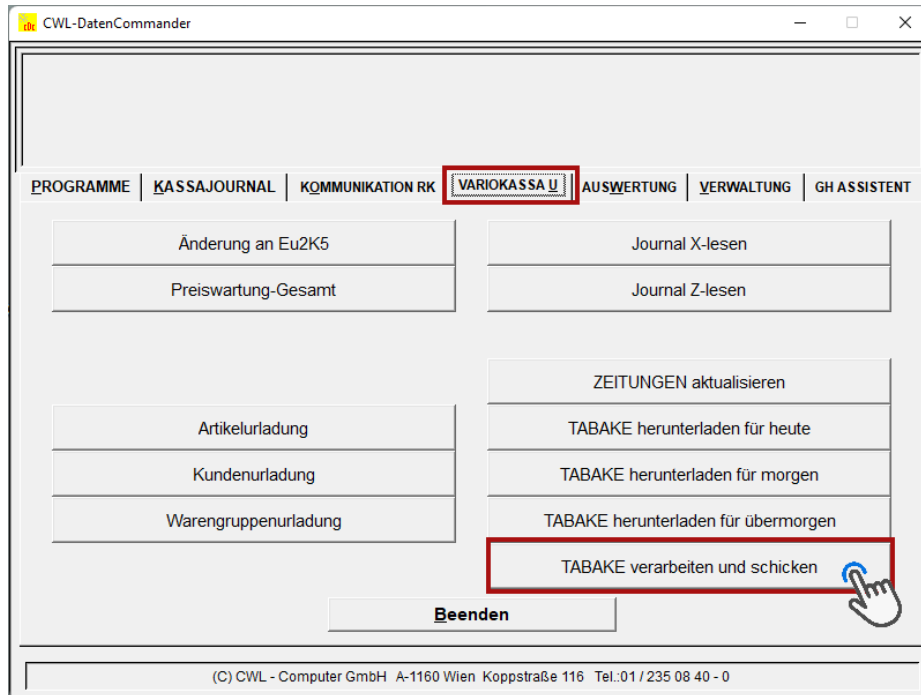 CWL-DatenCommander
PROGRAMME KASSAJOURNAL KOMMUNIKATION RK VARIOKASSA U AUSWERTUNG VERWALTUNG GH ASSISTENT
Änderung an Eu2K5 Journal X-lesen
Preiswartung-Gesamt Journal Z-lesen
ZEITUNGEN aktualisieren
Artikelurladung TABAKE herunterladen für heute
Kundenurladung TABAKE herunterladen für morgen
Warengruppenurladung TABAKE herunterladen für übermorgen
TABAKE verarbeiten und schicken
Beenden
(C) CWL - Computer GmbH A-1160 Wien Koppstraße 116 Tel.:01 / 235 08 40 - 0